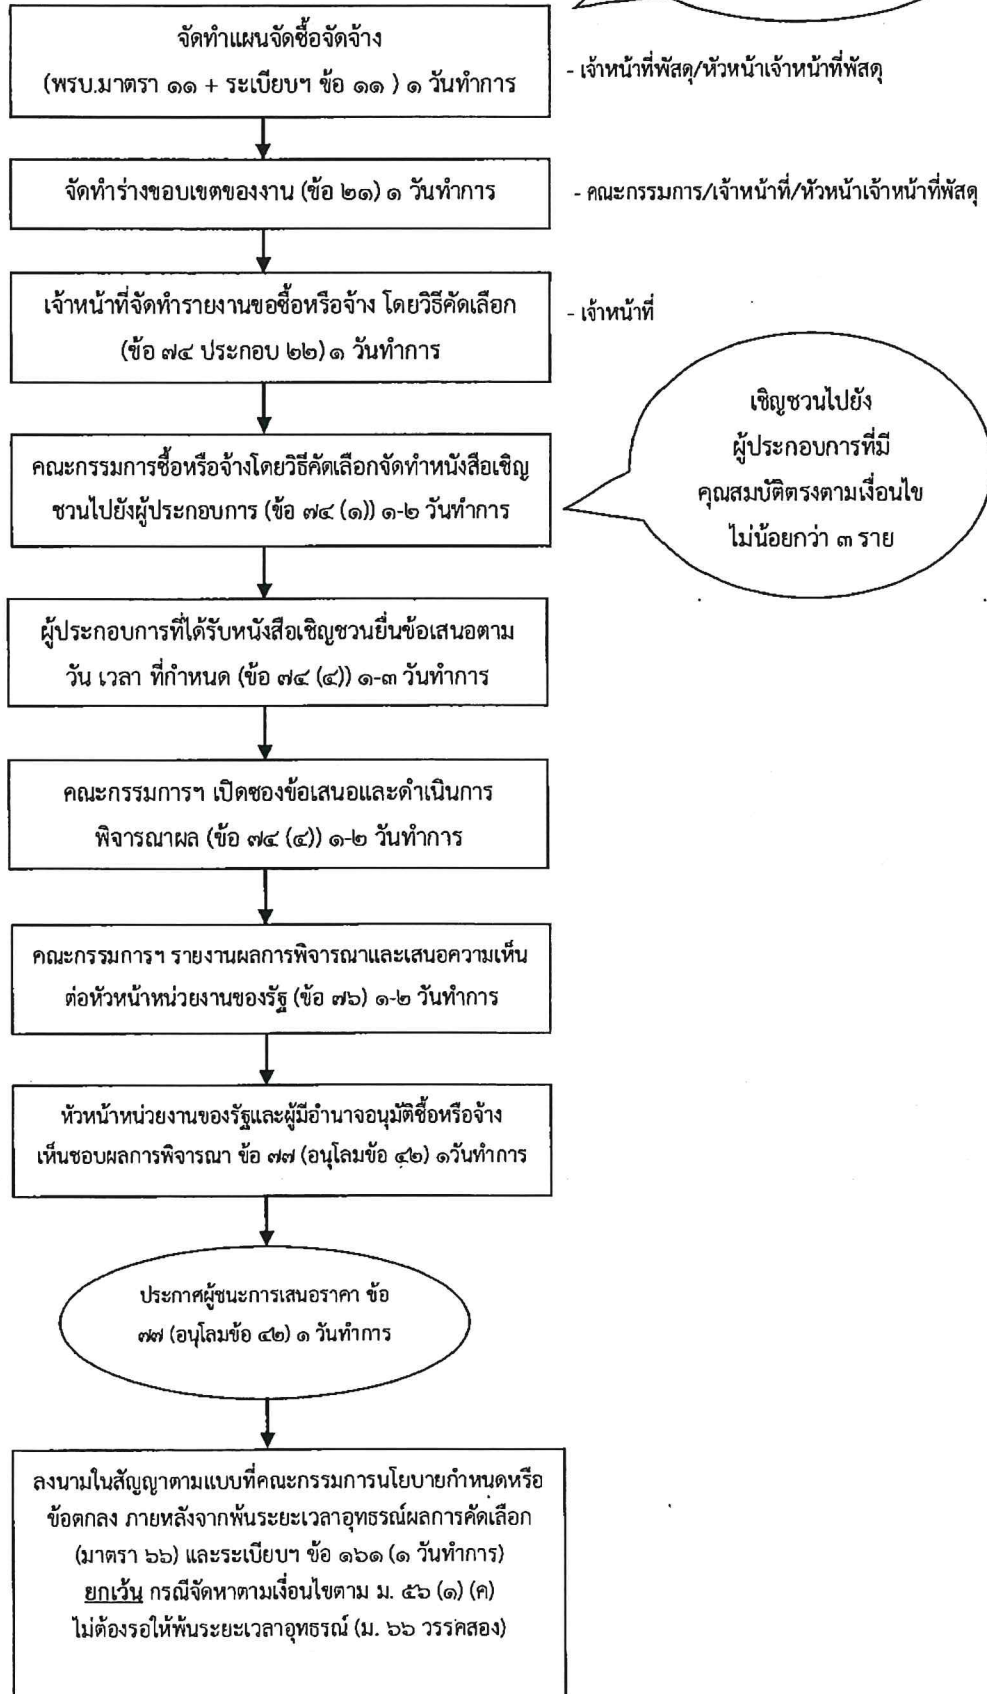 จัดทำแผนจัดซื้อจัดจ้าง
(พรบ.มาตรา ๑๑ + ระเบียบฯ ข้อ ๑๑ ) ๑ วันทำการ
- เจ้าหน้าที่พัสดุ/หัวหน้าเจ้าหน้าที่พัสดุ
จัดทำร่างขอบเขตของงาน (ข้อ ๒๑) ๑ วันทำการ
- คณะกรรมการ/เจ้าหน้าที่/หัวหน้าเจ้าหน้าที่พัสดุ
เจ้าหน้าที่จัดทำรายงานขอซื้อหรือจ้าง โดยวิธีคัดเลือก
(ข้อ ๗๔ ประกอบ ๒๒) ๑ วันทำการ
- เจ้าหน้าที่
คณะกรรมการซื้อหรือจ้างโดยวิธีคัดเลือกจัดทำหนังสือเชิญ
ชวนไปยังผู้ประกอบการ (ข้อ ๗๔ (๑)) ๑-๒ วันทำการ
เชิญชวนไปยัง
ผู้ประกอบการที่มี
คุณสมบัติตรงตามเงื่อนไข
ไม่น้อยกว่า ๓ ราย
ผู้ประกอบการที่ได้รับหนังสือเชิญชวนยื่นข้อเสนอตาม
วัน เวลา ที่กำหนด (ข้อ ๗๔ (๔)) ๑-๓ วันทำการ
คณะกรรมการฯ เปิดซองข้อเสนอและดำเนินการ
พิจารณาผล (ข้อ ๗๔ (๔)) ๑-๒ วันทำการ
คณะกรรมการฯ รายงานผลการพิจารณาและเสนอความเห็น
ต่อหัวหน้าหน่วยงานของรัฐ (ข้อ ๗๖) ๑-๒ วันทำการ
หัวหน้าหน่วยงานของรัฐและผู้มีอำนาจอนุมัติซื้อหรือจ้าง
เห็นชอบผลการพิจารณา ข้อ ๗๗ (อนุโลมข้อ ๔๒) ๑วันทำการ
ประกาศผู้ชนะการเสนอราคา ข้อ
๗๗ (อนุโลมข้อ ๔๒) ๑ วันทำการ
ลงนามในสัญญาตามแบบที่คณะกรรมการนโยบายกำหนดหรือ
ข้อตกลง ภายหลังจากพ้นระยะเวลาอุทธรณ์ผลการคัดเลือก
(มาตรา ๖๖) และระเบียบฯ ข้อ ๑๖๑ (๑ วันทำการ)
ยกเว้น กรณีจัดหาตามเงื่อนไขตาม ม. ๕๖ (๑) (ค)
ไม่ต้องรอให้พ้นระยะเวลาอุทธรณ์ (ม. ๖๖ วรรคสอง)